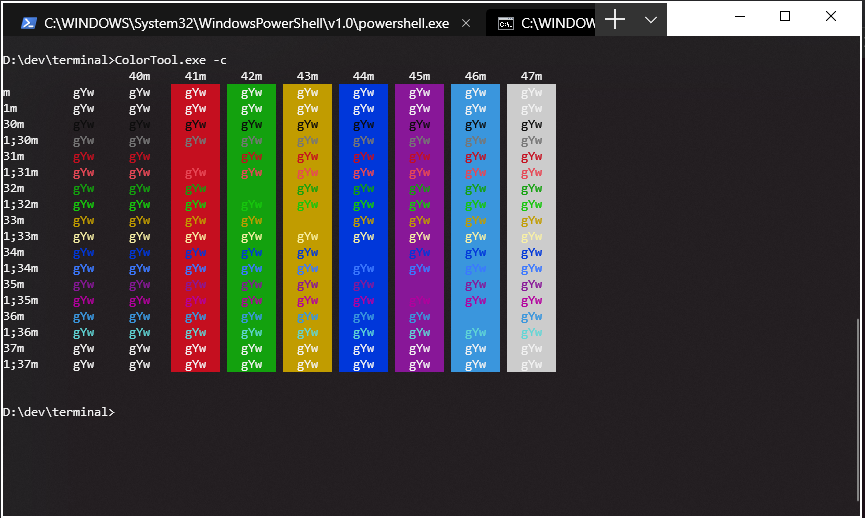 C:\WINDOWS\System32\WindowsPowerShell\v1.0\powershell.exe C:\WINDOW
D:\dev\terminal>ColorTool.exe -c
40m 41m 42m 43m 44m 45m 46m 47m
m gYw gYw gYw gYw gYw gYw gYw gYw gYw
1m gYw gYw gYw gYw gYw gYw gYw gYw gYw
30m gYw gYw gYw gYw gYw gYw gYw gYw gYw
1;30m gYw gYw gYw gYw gYw gYw gYw gYw gYw
31m gYw gYw gYw gYw gYw gYw gYw gYw
1;31m gYw gYw gYw gYw gYw gYw gYw gYw gYw
32m gYw gYw gYw gYw gYw gYw gYw gYw
1;32m gYw gYw gYw gYw gYw gYw gYw gYw gYw
33m gYw gYw gYw gYw gYw gYw gYw gYw
1;33m gYw gYw gYw gYw gYw gYw gYw gYw gYw
34m gYw gYw gYw gYw gYw gYw gYw gYw
1;34m gYw gYw gYw gYw gYw gYw gYw gYw gYw
35m gYw gYw gYw gYw gYw gYw gYw gYw
1;35m gYw gYw gYw gYw gYw gYw gYw gYw gYw
36m gYw gYw gYw gYw gYw gYw gYw gYw
1;36m gYw gYw gYw gYw gYw gYw gYw gYw gYw
37m gYw gYw gYw gYw gYw gYw gYw gYw gYw
1;37m gYw gYw gYw gYw gYw gYw gYw gYw gYw
D:\dev\terminal>